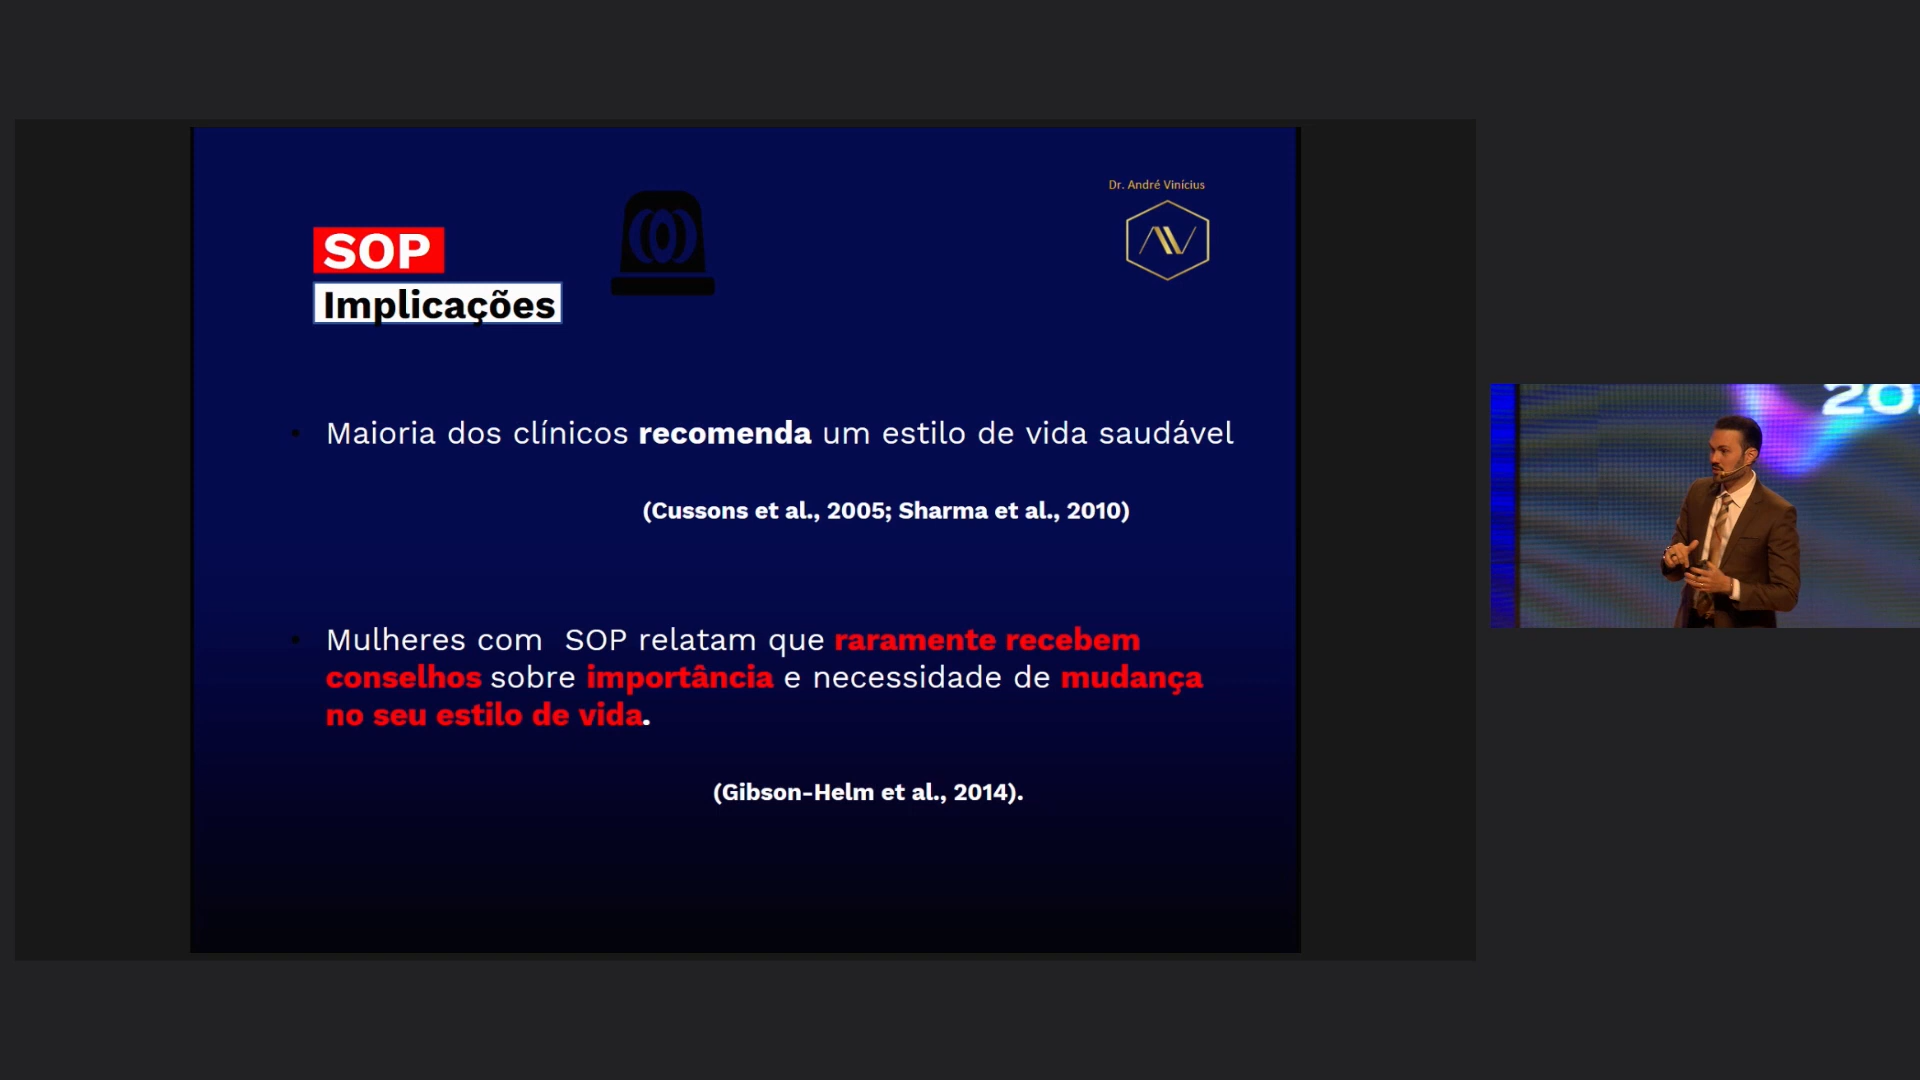 Dr. André Vinícius
SOP
Implicações
Maioria dos clínicos recomenda um estilo de vida saudável
(Cussons et al., 2005; Sharma et al., 2010)
Mulheres com SOP relatam que raramente recebem
conselhos sobre importância e necessidade de mudança
no seu estilo de vida.
(Gibson-Helm et al., 2014).